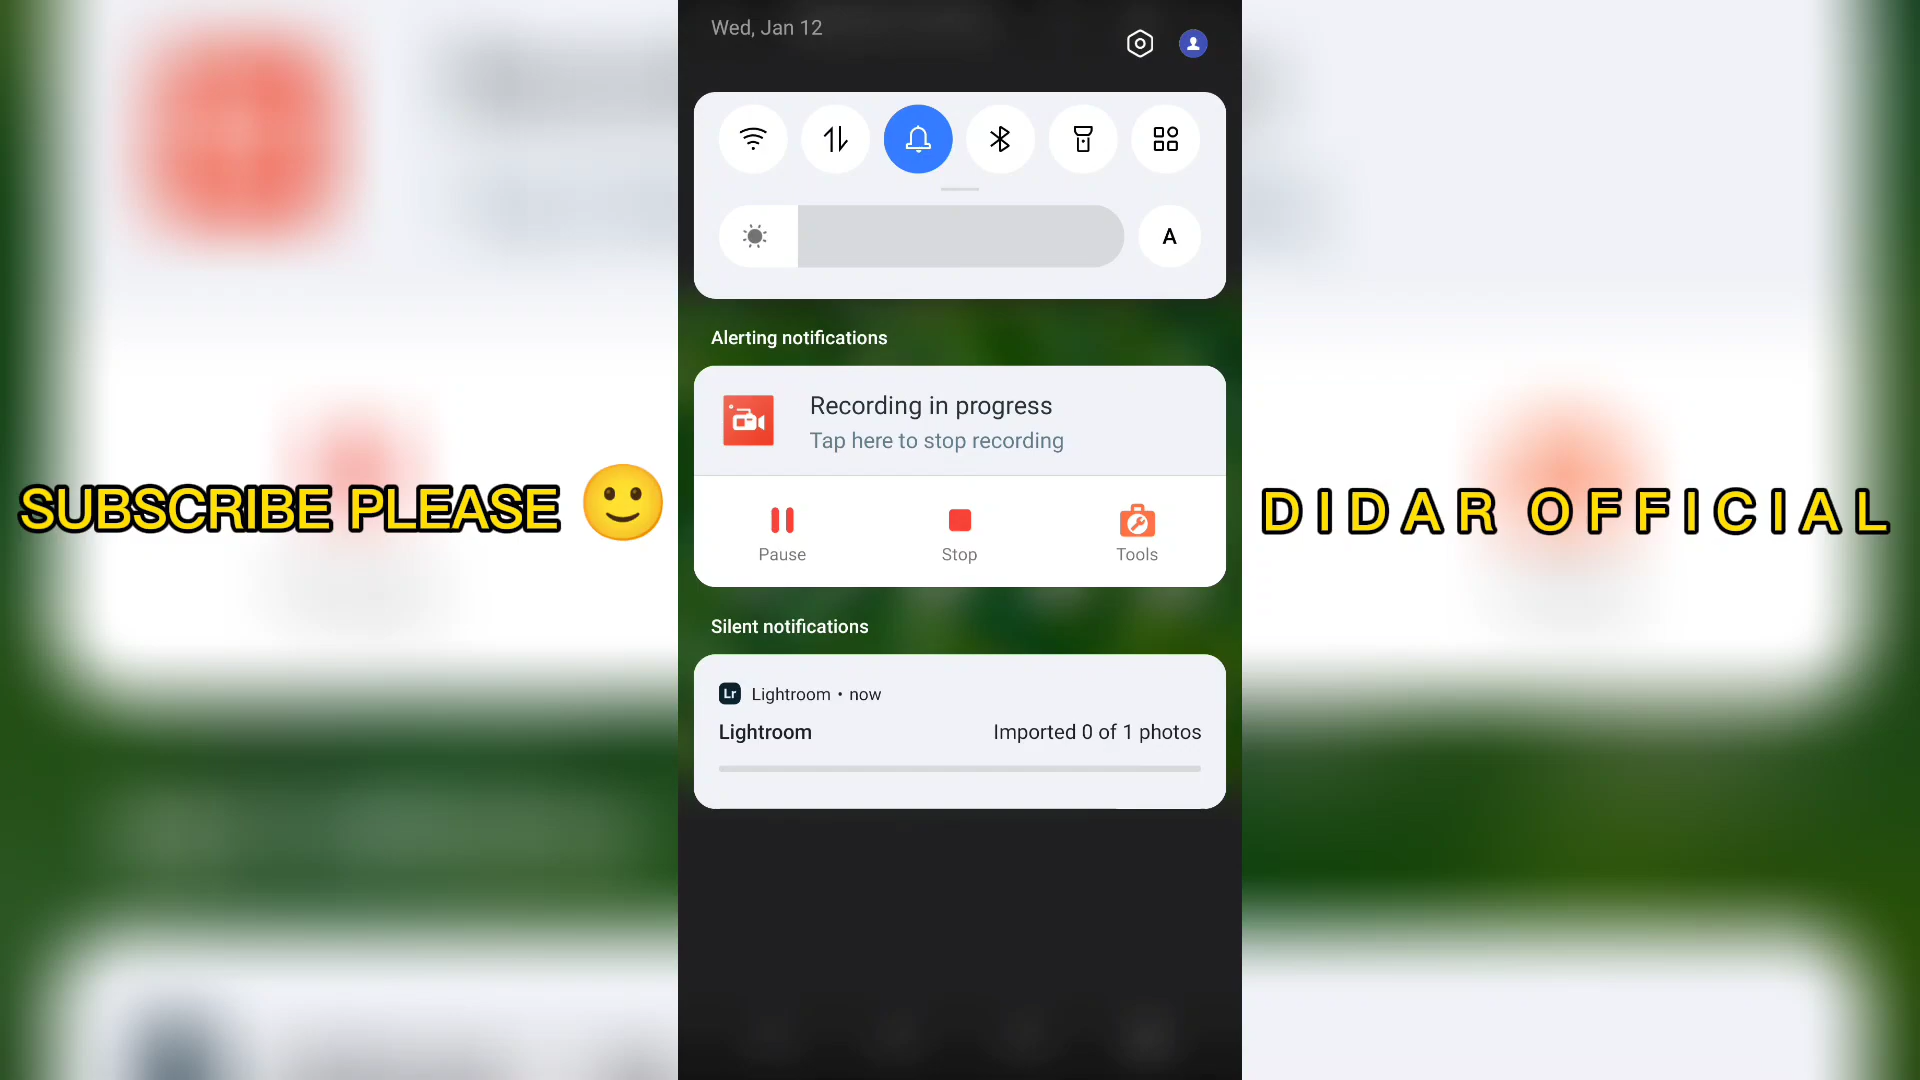 Wed, Jan 12
A
Alerting notifications
Recording in progress
Tap here to stop recording
SUBSCRIBE PLEASE 🙂
DIDAR OFFICIAL
Pause
Stop
Tools
Silent notifications
Lr Lightroom • now
Lightroom Imported 0 of 1 photos